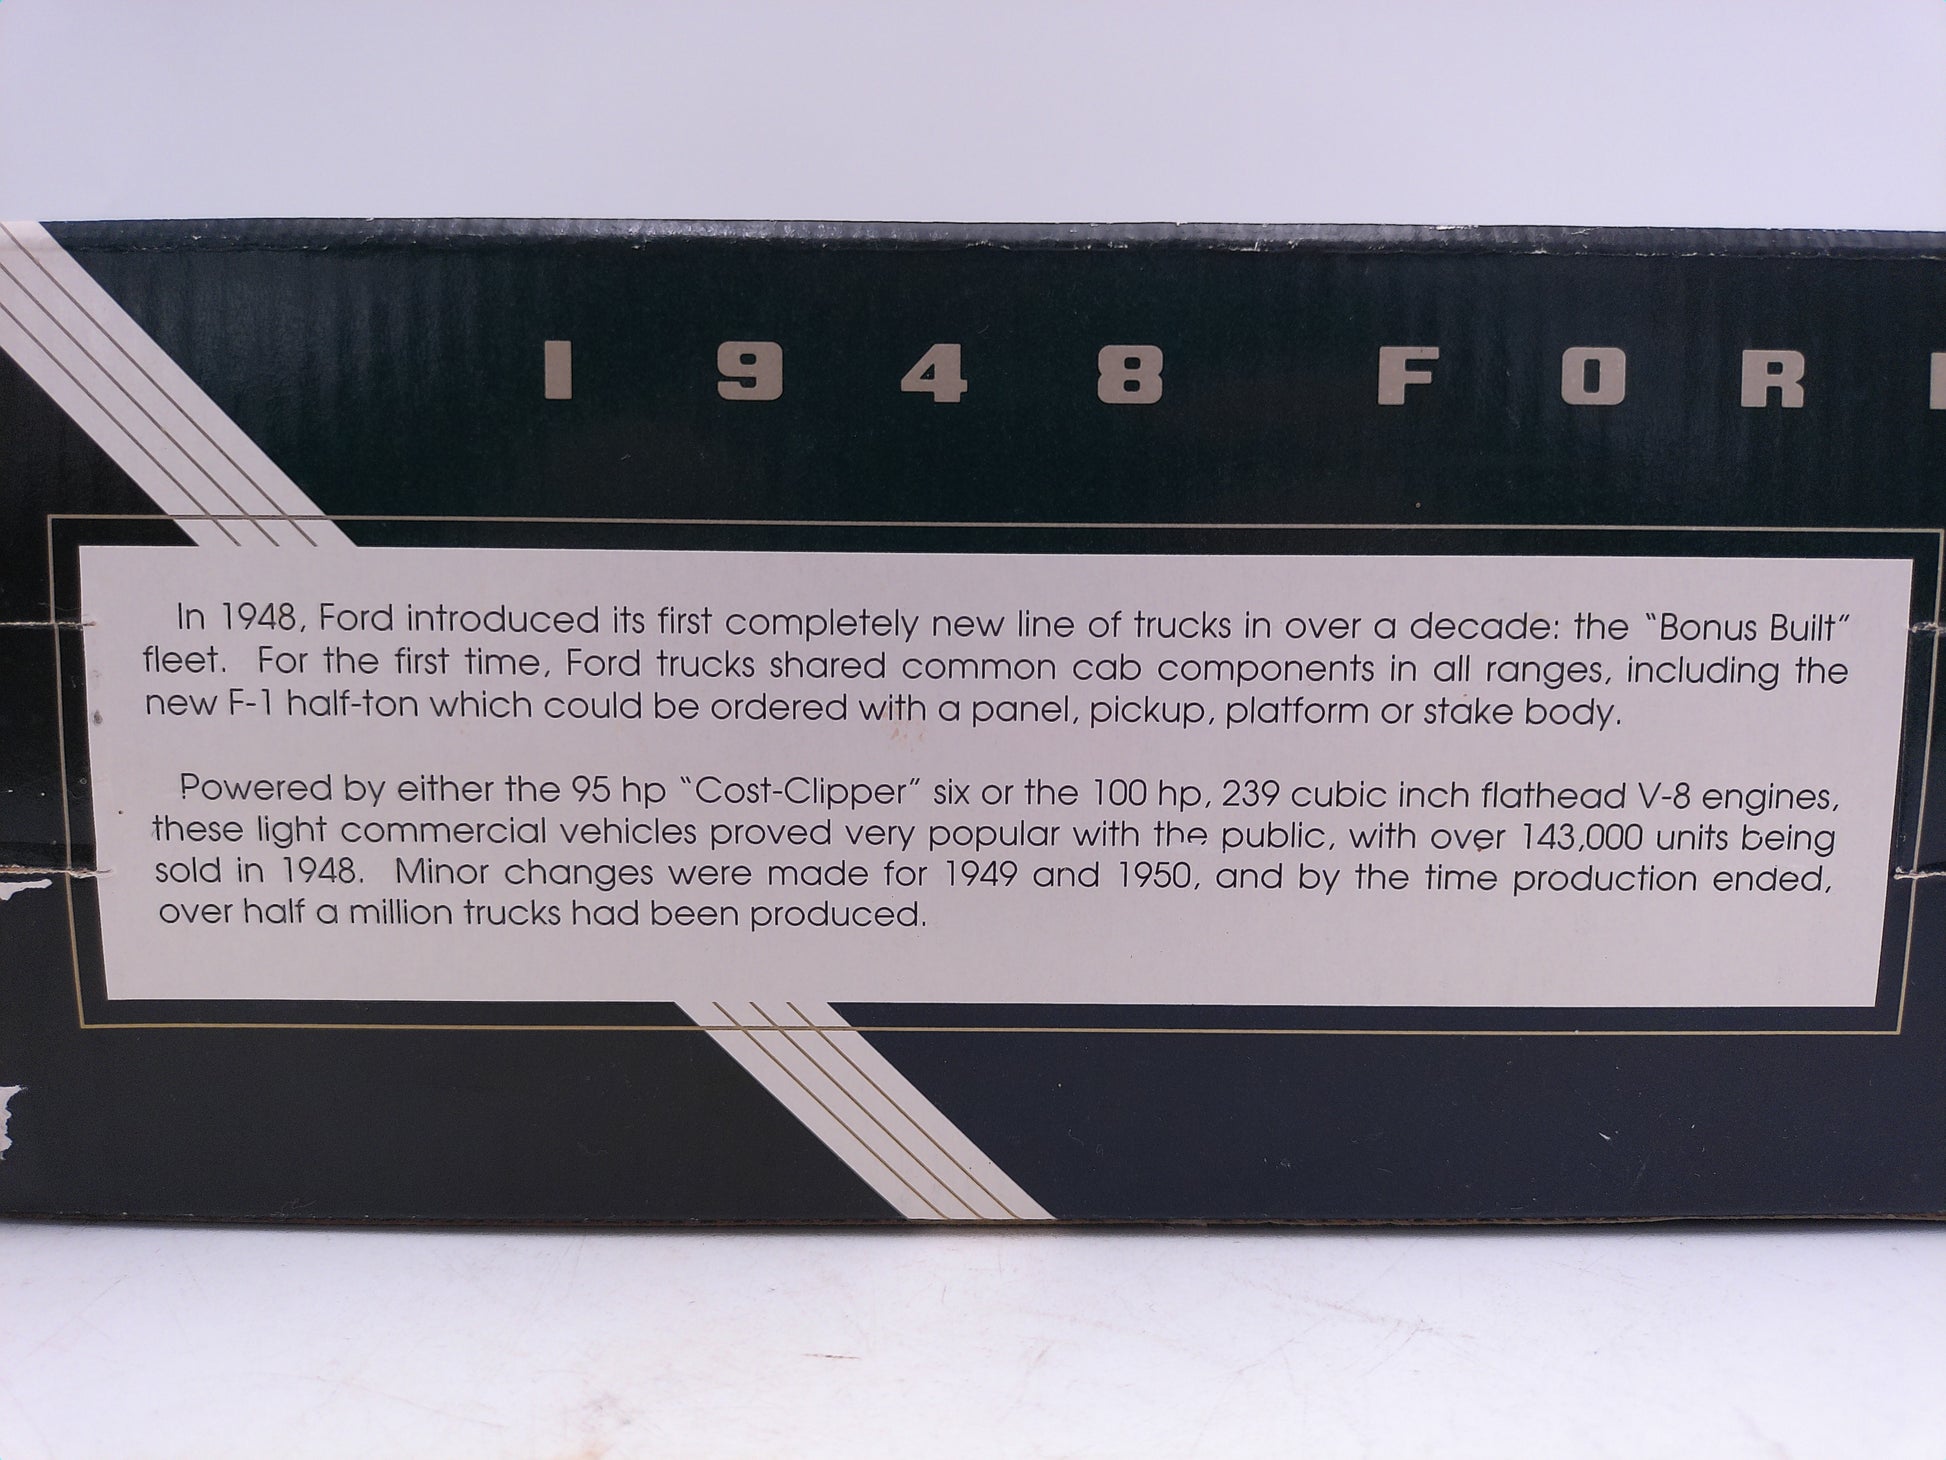 1948 FOR
In 1948, Ford introduced its first completely new line of trucks in over a decade: the "Bonus Built"
fleet. For the first time, Ford trucks shared common cab components in all ranges, including the
new F-1 half-ton which could be ordered with a panel, pickup, platform or stake body.
Powered by either the 95 hp "Cost-Clipper" six or the 100 hp, 239 cubic inch flathead V-8 engines,
these light commercial vehicles proved very popular with the public, with over 143,000 units being
sold in 1948. Minor changes were made for 1949 and 1950, and by the time production ended,
over half a million trucks had been produced.